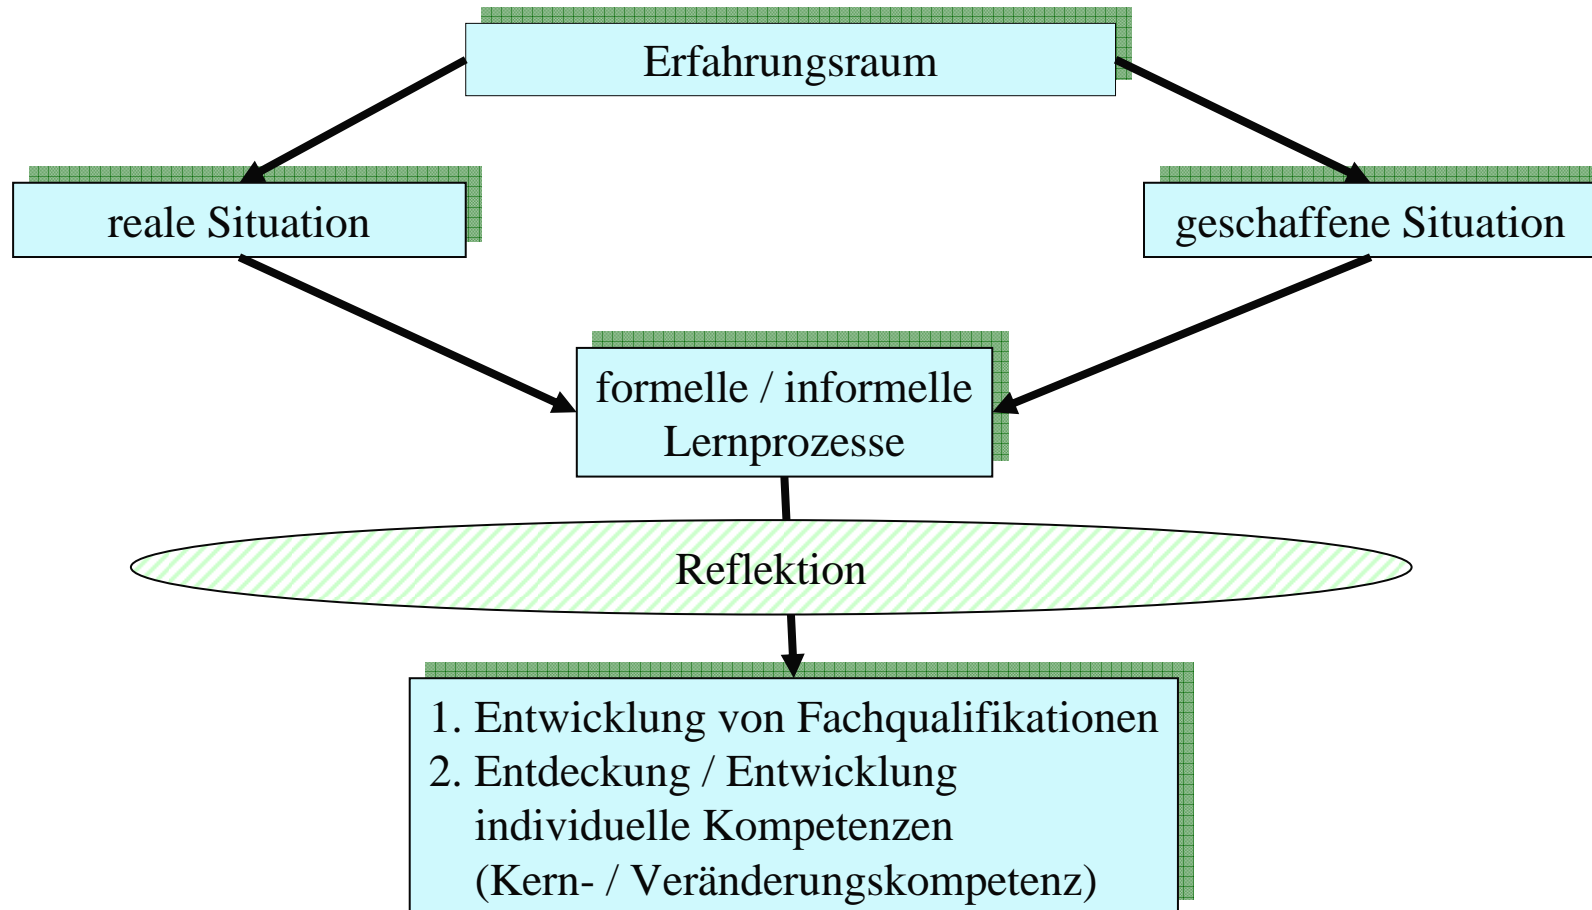 Erfahrungsraum
reale Situation
geschaffene Situation
formelle / informelle
Lernprozesse
Reflektion
1. Entwicklung von Fachqualifikationen
2. Entdeckung / Entwicklung
individuelle Kompetenzen
(Kern- / Veränderungskompetenz)